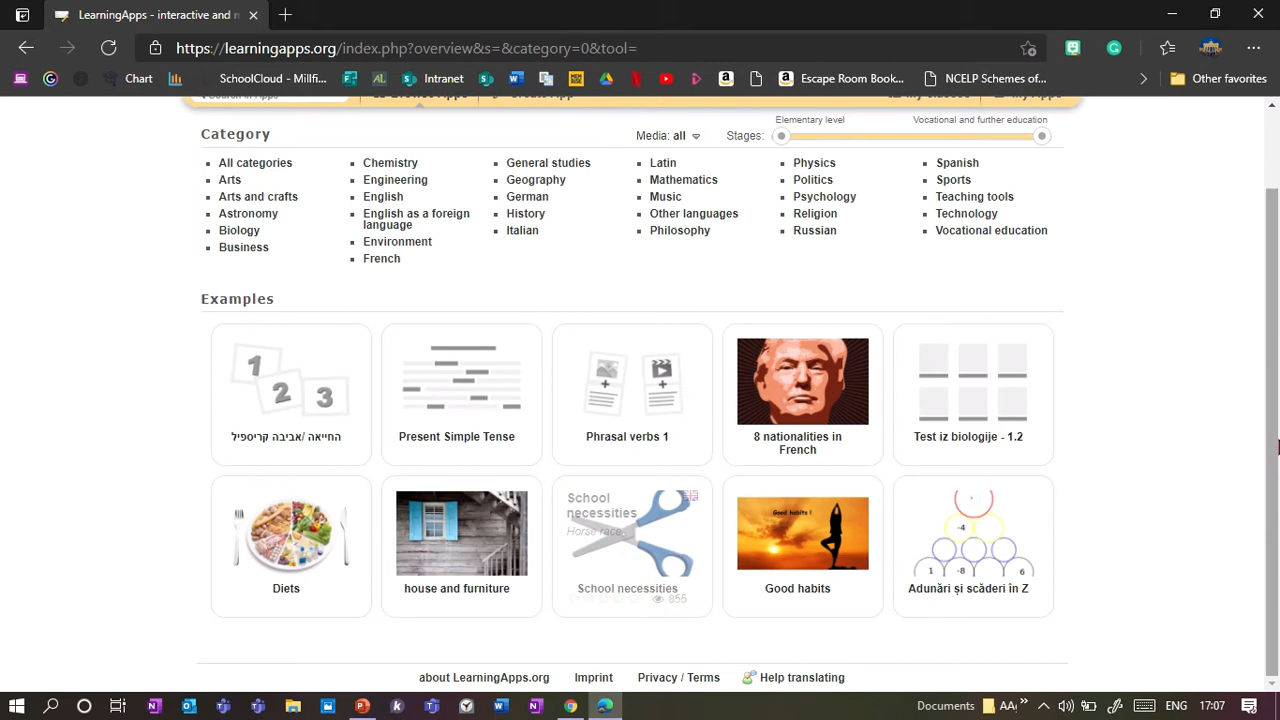 LearningApps - interactive and m
https://learningapps.org/index.php?overview&s=&category=0&tool=
Chart
SchoolCloud - Millfi...
Intranet
NCELP Schemes of...
Escape Room Book...
Other favorites
Category
Media: all
Stages:
Elementary level
Vocational and further education
All categories
Arts
Arts and crafts
Astronomy
Biology
Business
Chemistry
Engineering
English
English as a foreign
language
Environment
French
General studies
Geography
German
History
Italian
Latin
Mathematics
Music
Other languages
Philosophy
Physics
Politics
Psychology
Religion
Russian
Spanish
Sports
Teaching tools
Technology
Vocational education
Examples
1
2
3
החייאה /אביבה קריספיל
Present Simple Tense
Phrasal verbs 1
8 nationalities in
French
Test iz biologije - 1.2
Diets
house and furniture
School
necessities
Horse race
School necessities
855
Good habits !
Good habits
-4
1 -8 6
Adunări și scăderi în Z
about LearningApps.org
Imprint
Privacy / Terms
Help translating
Documents
ENG
17:07